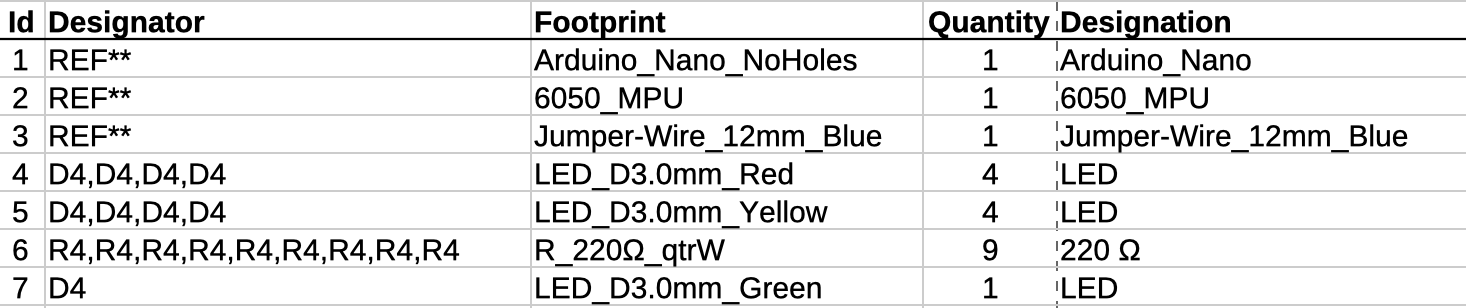 Id Designator Footprint Quantity Designation
1 REF** Arduino_Nano_NoHoles 1 Arduino_Nano
2 REF** 6050_MPU 1 6050_MPU
3 REF** Jumper-Wire_12mm_Blue 1 Jumper-Wire_12mm_Blue
4 D4,D4,D4,D4 LED_D3.0mm_Red 4 LED
5 D4,D4,D4,D4 LED_D3.0mm_Yellow 4 LED
6 R4,R4,R4,R4,R4,R4,R4,R4,R4 R_220Ω_qtrW 9 220 Ω
7 D4 LED_D3.0mm_Green 1 LED